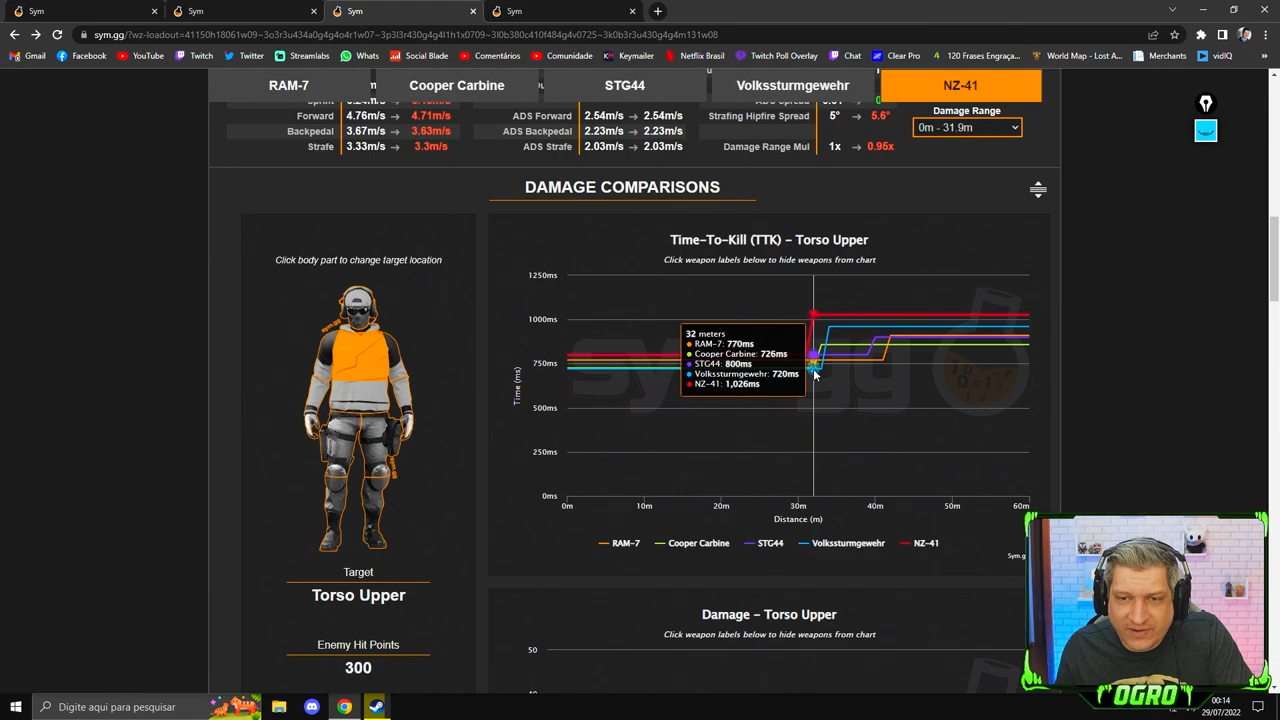 Sym
Sym
Sym
Sym
sym.gg/?wz-loadout=41150h18061w09~3o3r3u434a0g4g4o4r1w07~3p3l3r430g4g4l1h1x0709~3l0b380c410f484g4v0725~3k0b3r3u430g4g4m131w08
Gmail Facebook YouTube Twitch Streamlabs Whats Social Blade Comentários Comunidade Keymailer Netflix Brasil Twitch Poll Overlay Chat Clear Pro 120 Frases Engraça... World Map - Lost A... Merchants vidIQ
RAM-7 Cooper Carbine STG44 Volkssturmgewehr NZ-41
Forward 4.76m/s → 4.71m/s ADS Forward 2.54m/s → 2.54m/s Strafing Hipfire Spread 5° → 5.6°
Damage Range
Backpedal 3.67m/s → 3.63m/s ADS Backpedal 2.23m/s → 2.23m/s
0m - 31.9m
Strafe 3.33m/s → 3.3m/s ADS Strafe 2.03m/s → 2.03m/s Damage Range Mul 1x → 0.95x
DAMAGE COMPARISONS
Click body part to change target location
sym.gg
sym.gg
Target
Torso Upper
Enemy Hit Points
300
Time-To-Kill (TTK) – Torso Upper
Click weapon labels below to hide weapons from chart
1250ms
1000ms
750ms
500ms
250ms
0ms
Time (ms)
32 meters
RAM-7: 770ms
Cooper Carbine: 726ms
STG44: 800ms
Volkssturmgewehr: 720ms
NZ-41: 1,026ms
0m 10m 20m 30m 40m 50m 60m
Distance (m)
RAM-7 Cooper Carbine STG44 Volkssturmgewehr NZ-41
Sym.g
Damage – Torso Upper
Click weapon labels below to hide weapons from chart
50
OGRO
Digite aqui para pesquisar
00:14
29/07/2022